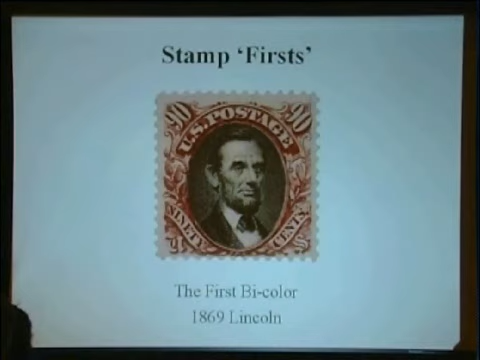 Stamp ‘Firsts’
90 90
U.S. POSTAGE
NINETY CENTS
The First Bi-color
1869 Lincoln